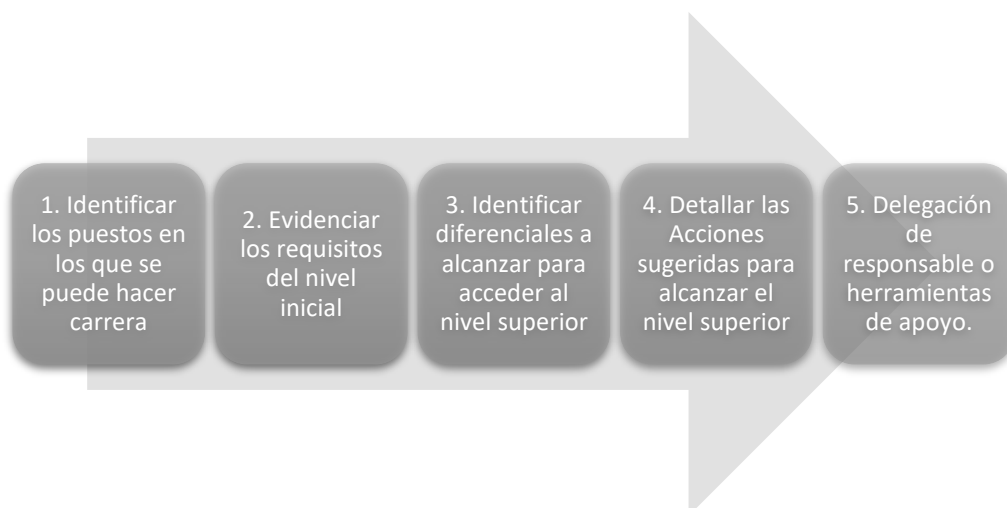 1. Identificar
los puestos en
los que se
puede hacer
carrera
2. Evidenciar
los requisitos
del nivel
inicial
3. Identificar
diferenciales a
alcanzar para
acceder al
nivel superior
4. Detallar las
Acciones
sugeridas para
alcanzar el
nivel superior
5. Delegación
de
responsable o
herramientas
de apoyo.